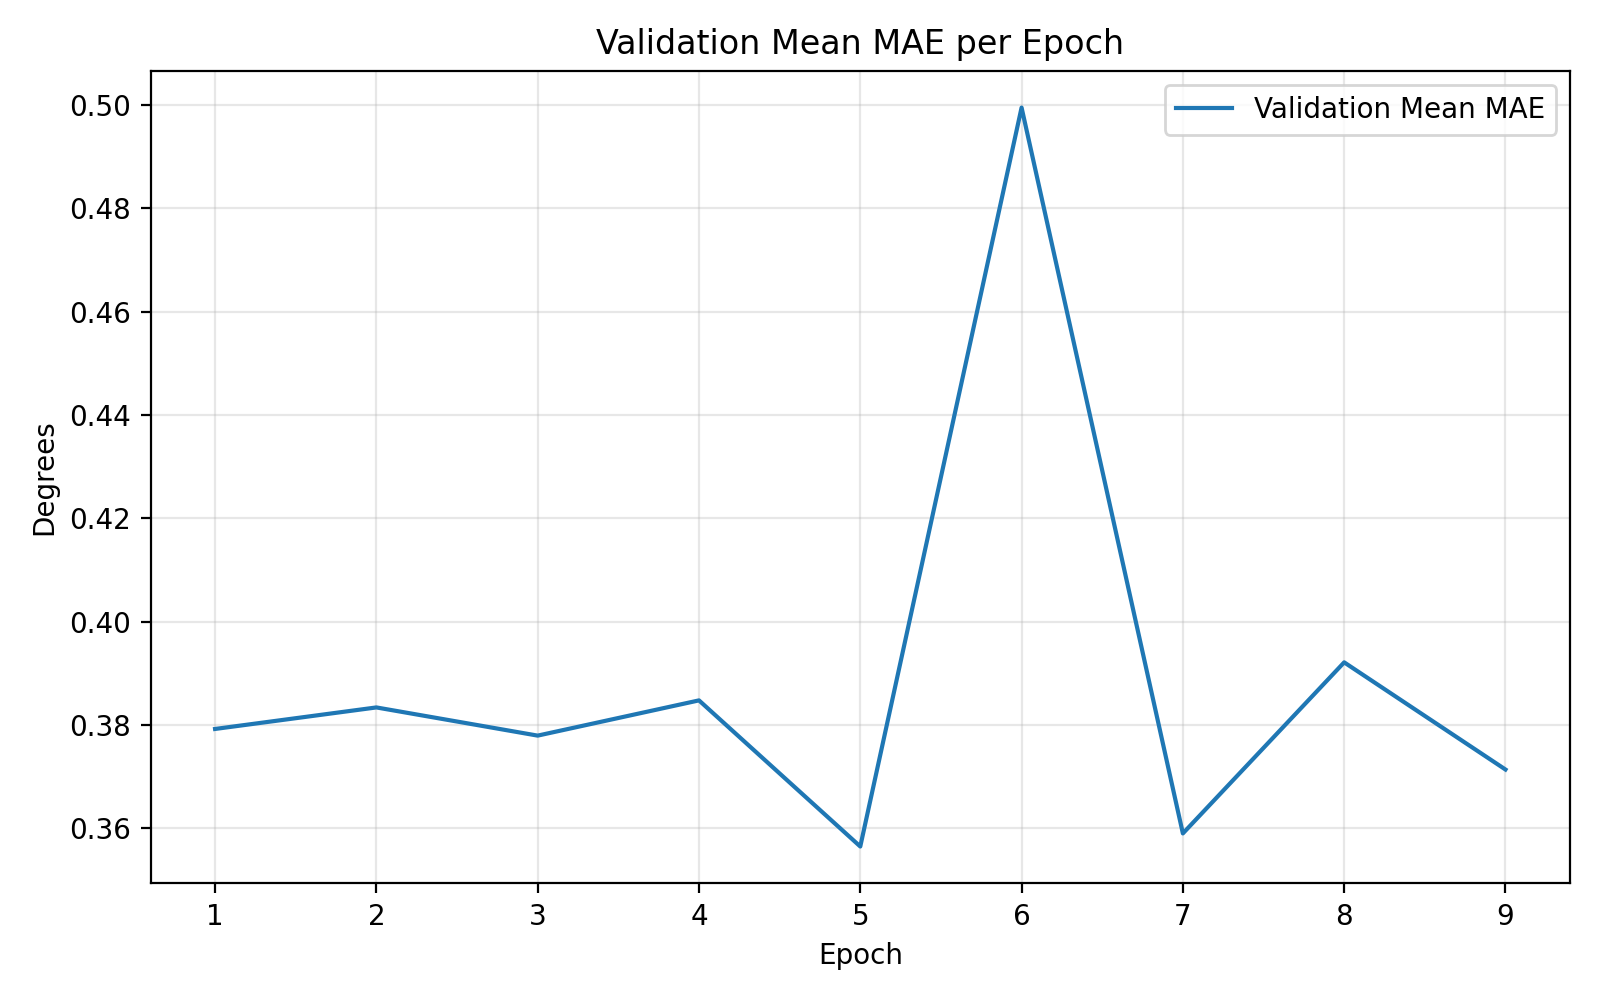 Validation Mean MAE per Epoch
Validation Mean MAE
0.50
0.48
0.46
0.44
0.42
0.40
0.38
0.36
Degrees
1 2 3 4 5 6 7 8 9
Epoch